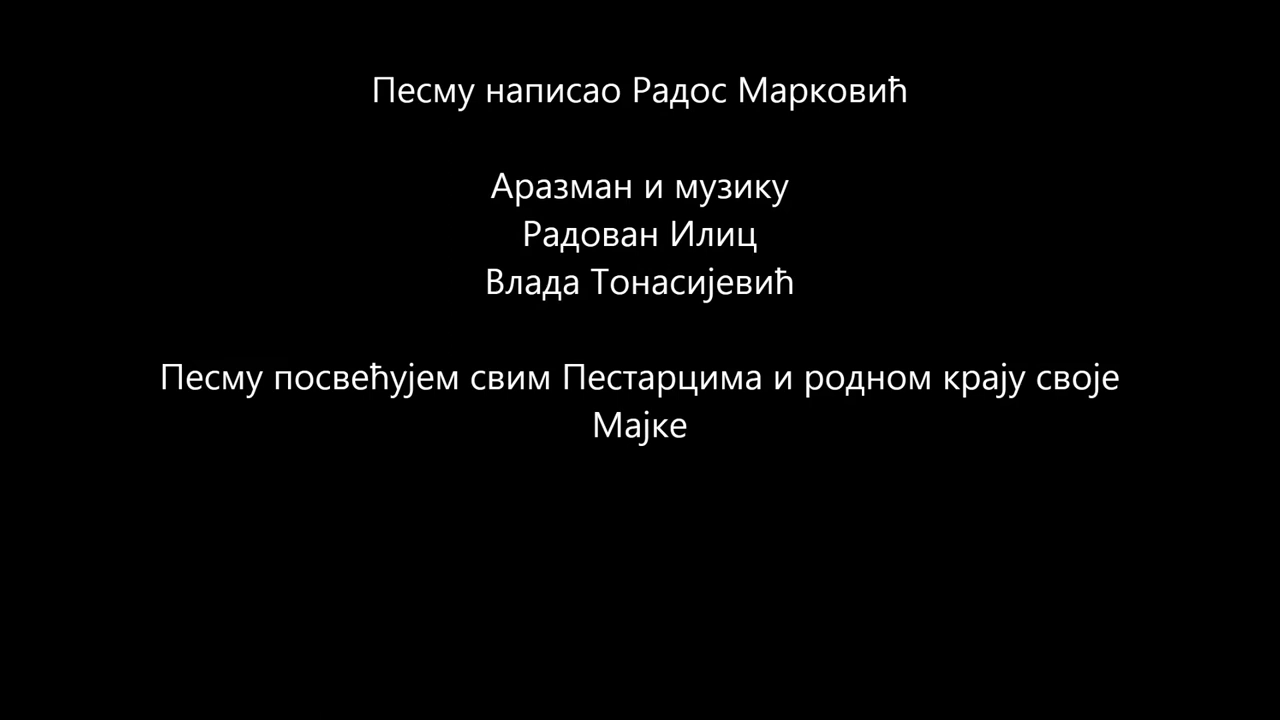 Песму написао Радос Марковић
Аразман и музику
Радован Илиц
Влада Тонасијевић
Песму посвећујем свим Пестарцима и родном крају своје
Мајке